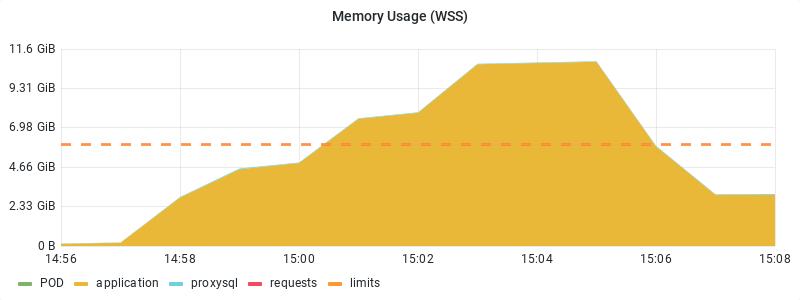 Memory Usage (WSS)
11.6 GiB
9.31 GiB
6.98 GiB
4.66 GiB
2.33 GiB
0 B
14:56 14:58 15:00 15:02 15:04 15:06 15:08
POD application proxysql requests limits